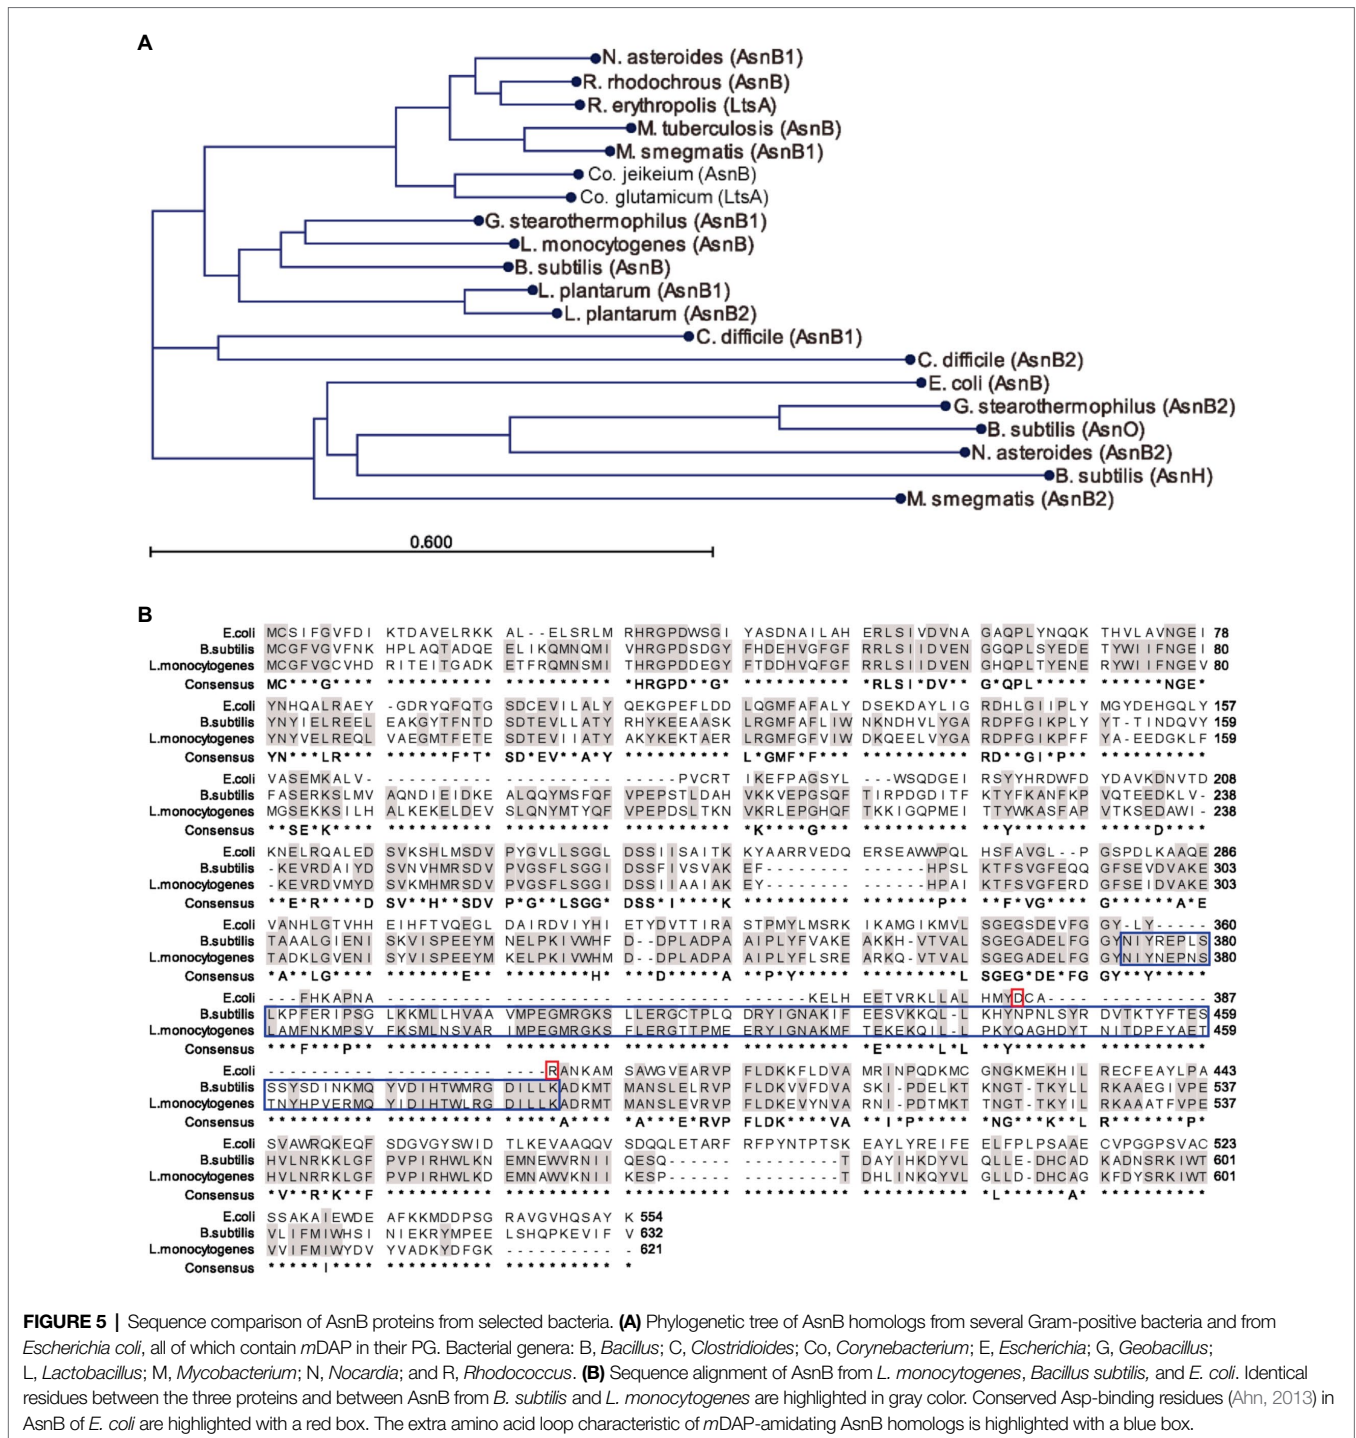 A
N. asteroides (AsnB1)
R. rhodochrous (AsnB)
R. erythropolis (LtsA)
M. tuberculosis (AsnB)
M. smegmatis (AsnB1)
Co. jeikeium (AsnB)
Co. glutamicum (LtsA)
G. stearothermophilus (AsnB1)
L. monocytogenes (AsnB)
B. subtilis (AsnB)
L. plantarum (AsnB1)
L. plantarum (AsnB2)
C. difficile (AsnB1)
C. difficile (AsnB2)
E. coli (AsnB)
G. stearothermophilus (AsnB2)
B. subtilis (AsnO)
N. asteroides (AsnB2)
B. subtilis (AsnH)
M. smegmatis (AsnB2)
0.600
B
E.coli MCSIFGVFDI KTDAVELRKK AL--ELSRLM RHRGPDWSGI YASDNAILAH ERLSIVDVNA GAQPLYNQQK THVLAVNGEI 78
B.subtilis MCGFVGVFNK HPLAQTADQE ELIKQMNQMI VHRGPDSDGY FHDEHVGFGF RRLSIIDVEN GGQPLSYEDE TYWIIFNGEI 80
L.monocytogenes MCGFVGCVHD RITEITGADK ETFRQMNSMI THRGPDDEGY FTDDHVQFGF RRLSIIDVEN GHQPLTYENE RYWIIFNGEV 80
Consensus MC***G**** ********** ********** *HRGPD**G* ********** *RLSI*DV** G*QPL***** ******NGE*
E.coli YNHQALRAEY -GDRYQFQTG SDCEVILALY QEKGPEFLDD LQGMFAFALY DSEKDAYLIG RDHLGIIPLY MGYDEHGQLY 157
B.subtilis YNYIELREEL EAKGYTFNTD SDTEVLLATY RHYKEEAASK LRGMFAFLIW NKNDHVLYGA RDPFGIKPLY YT-TINDQVY 159
L.monocytogenes YNYVELREQL VAEGMTFETE SDTEVIIATY AKYKEKTAER LRGMFGFVIW DKQEELVYGA RDPFGIKPFF YA-EEDGKLF 159
Consensus YN***LR*** ******F*T* SD*EV**A*Y ********** L*GMF*F*** ********** RD**GI*P** **********
E.coli VASEMKALV- ---------- ---------- -----PVCRT IKEFPAGSYL ---WSQDGEI RSYYHRDWFD YDAVKDNVTD 208
B.subtilis FASERKSLMV AQNDIEIDKE ALQQYMSFQF VPEPSTLDAH VKKVEPGSQF TIRPDGDITF KTYFKANFKP VQTEEDKLV- 238
L.monocytogenes MGSEKKSILH ALKEKELDEV SLQNYMTYQF VPEPDSLTKN VKRLEPGHQF TKKIGQPMEI TTYWKASFAP VTKSEDAWI- 238
Consensus **SE*K**** ********** ********** ********** *K****G*** ********** **Y******* *****D****
E.coli KNELRQALED SVKSHLMSDV PYGVLLSGGL DSSIISAITK KYAARRVEDQ ERSEAWWPQL HSFAVGL--P GSPDLKAAQE 286
B.subtilis -KEVRDAIYD SVNVHMRSDV PVGSFLSGGI DSSFIVSVAK EF-------- -------HPSL KTFSVGFEQQ GFSEVDVAKE 303
L.monocytogenes -KEVRDVMYD SVKMHMRSDV PVGSFLSGGI DSSIIAAIAK EY-------- -------HPAI KTFSVGFERD GFSEIDVAKE 303
Consensus **E*R****D SV**H**SDV P*G**LSGG* DSS*I****K ********** *******P** **F*VG**** G******A*E
E.coli VANHLGTVHH EIHFTVQEGL DAIRDVIYHI ETYDVTTIRA STPMYLMSRK IKAMGIKMVL SGEGSDEVFG GY-LY----- 360
B.subtilis TAAALGIENI SKVISPEEYM NELPKIVWHF D--DPLADPA AIPLYFVAKE AKKH-VTVAL SGEGADELFG GYNIYREPLS 380
L.monocytogenes TADKLGVENI SYVISPEEYM KELPKIVWHF D--DPLADPA AIPLYFLSRE ARKQ-VTVAL SGEGADELFG GYNIYNEPNS 380
Consensus *A**LG**** *******E** ********H* ***D*****A **P*Y***** *********L SGEG*DE*FG GY**Y*****
E.coli ---FHKAPNA ---------- ---------- ---------- ------KELH EETVRKLLAL HMYDCA---- ---------- 387
B.subtilis LKPFERIPSG LKKMLLHVAA VMPEGMRGKS LLERGCTPLQ DRYIGNAKIF EESVKKQL-L KHYNPNLSYR DVTKTYFTES 459
L.monocytogenes LAMFNKMPSV FKSMLNSVAR IMPEGMRGKS FLERGTTPME ERYIGNAKMF TEKEKQIL-L PKYQAGHDYT NITDPFYAET 459
Consensus ***F***P** ********** ********** ********** ********** *E*****L*L **Y******* **********
E.coli ---------- ---------- ---------- RANKAMS SAWGVEARVP FLDKKFLDVA MRINPQDKMC GNGKMEKHIL RECFEAYLPA 443
B.subtilis SSYSDINKMQ YVDIHTWMRG DILLKADKMT MANSLELRVP FLDKVVFDVA SKI-PDELKT KNGT-TKYLL RKAAEGIVPE 537
L.monocytogenes TNYHPVERMQ YIDIHTWLRG DILLKADRMT MANSLEVRVP FLDKEVYNVA RNI-PDTMKT TNGT-TKYIL RKAAATFVPE 537
Consensus ********** ********** *****A**** *A***E*RVP FLDK****VA **I*P***** *NG***K**L R*******P*
E.coli SVAWRQKEQF SDGVGYSWID TLKEVAAQQV SDQQLETARF RFPYNTPTSK EAYLYREIFE ELFPLPSAAE CVPGGPSVAC 523
B.subtilis HVLNRKKLGF PVPIRHWLKN EMNEWVRNII QESQ------ ---------T DAYIHKDYVL QLLE-DHCAD KADNSRKIWT 601
L.monocytogenes HVLNRRKLGF PVPIRHWLKD EMNAWVKNII KESP------ ---------T DHLINKQYVL GLLD-DHCAG KFDYSRKIWT 601
Consensus *V**R*K**F ********** ********** ********** ********** ********** *L******A* **********
E.coli SSAKAIEWDE AFKKMDDPSG RAVGVHQSAY K 554
B.subtilis VLIFMIWHSI NIEKRYMPEE LSHQPKEVIF V 632
L.monocytogenes VVIFMIWYDV YVADKYDFGK ---------- - 621
Consensus *****I**** ********** ********** *
FIGURE 5 | Sequence comparison of AsnB proteins from selected bacteria. (A) Phylogenetic tree of AsnB homologs from several Gram-positive bacteria and from
Escherichia coli, all of which contain mDAP in their PG. Bacterial genera: B, Bacillus; C, Clostridioides; Co, Corynebacterium; E, Escherichia; G, Geobacillus;
L, Lactobacillus; M, Mycobacterium; N, Nocardia; and R, Rhodococcus. (B) Sequence alignment of AsnB from L. monocytogenes, Bacillus subtilis, and E. coli. Identical
residues between the three proteins and between AsnB from B. subtilis and L. monocytogenes are highlighted in gray color. Conserved Asp-binding residues (Ahn, 2013) in
AsnB of E. coli are highlighted with a red box. The extra amino acid loop characteristic of mDAP-amidating AsnB homologs is highlighted with a blue box.